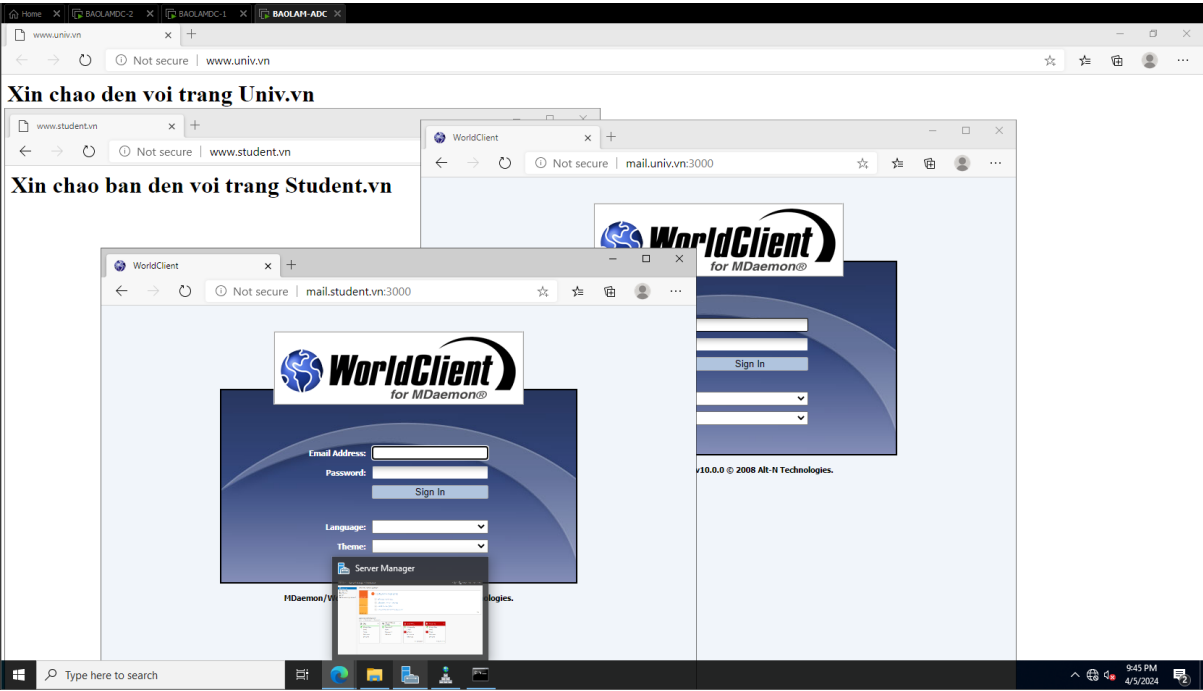 Home
BAOLAMDC-2
BAOLAMDC-1
BAOLAM-ADC
www.univ.vn
Not secure | www.univ.vn
Xin chao den voi trang Univ.vn
www.student.vn
Not secure | www.student.vn
Xin chao ban den voi trang Student.vn
WorldClient
Not secure | mail.univ.vn:3000
WorldClient
for MDaemon®
Sign In
v10.0.0 © 2008 Alt-N Technologies.
WorldClient
Not secure | mail.student.vn:3000
WorldClient
for MDaemon®
Email Address:
Password:
Sign In
Language:
Theme:
Server Manager
Type here to search
9:45 PM
4/5/2024
2